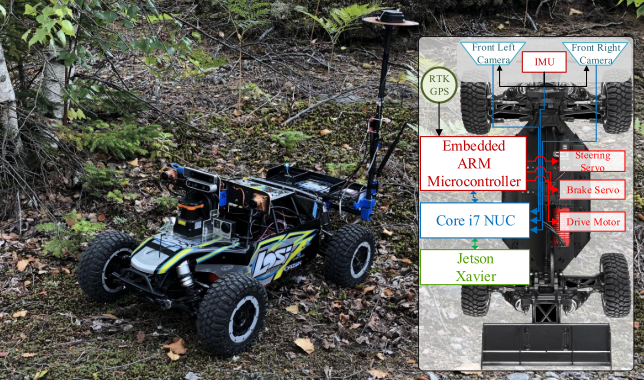 Front Left
Camera
Front Right
Camera
IMU
RTK
GPS
Embedded
ARM
Microcontroller
Steering
Servo
Brake Servo
Core i7 NUC
Drive Motor
Jetson
Xavier
LOSI